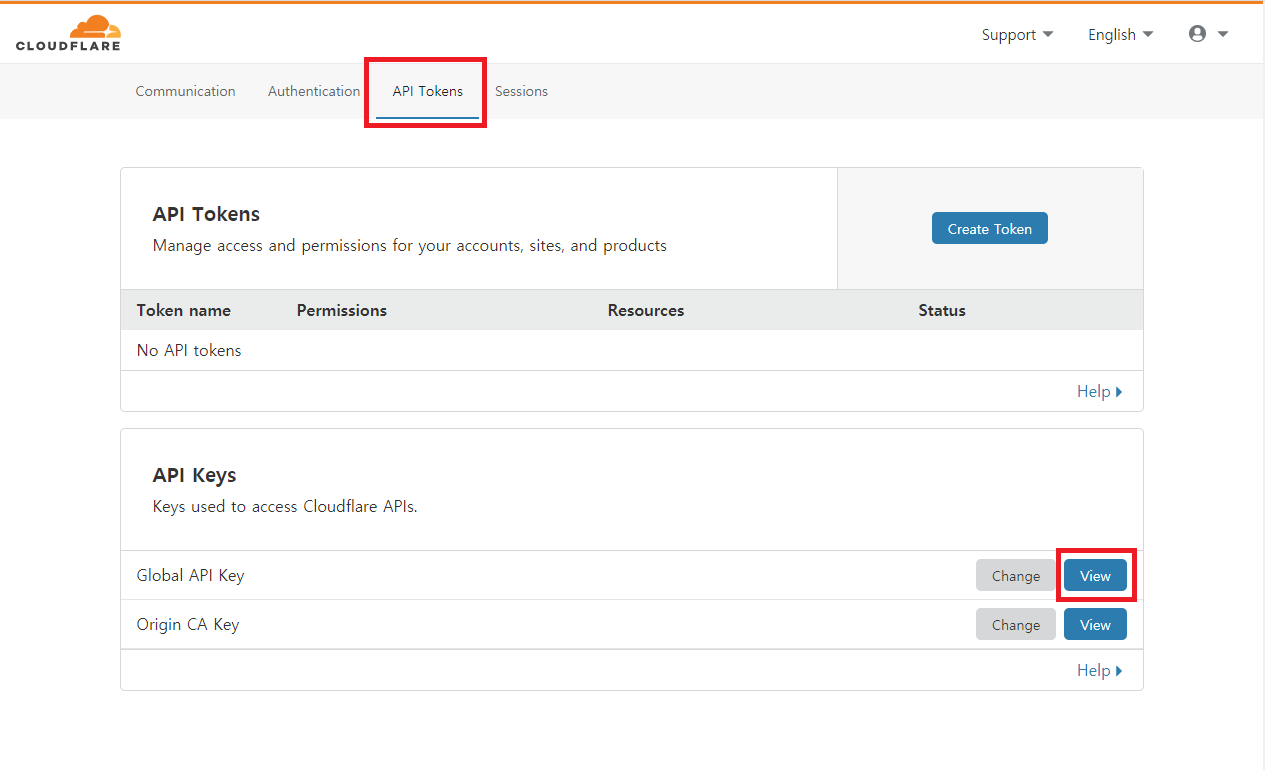 CLOUDFLARE
Support English
Communication Authentication API Tokens Sessions
API Tokens
Manage access and permissions for your accounts, sites, and products
Create Token
Token name Permissions Resources Status
No API tokens
Help
API Keys
Keys used to access Cloudflare APIs.
Global API Key Change View
Origin CA Key Change View
Help